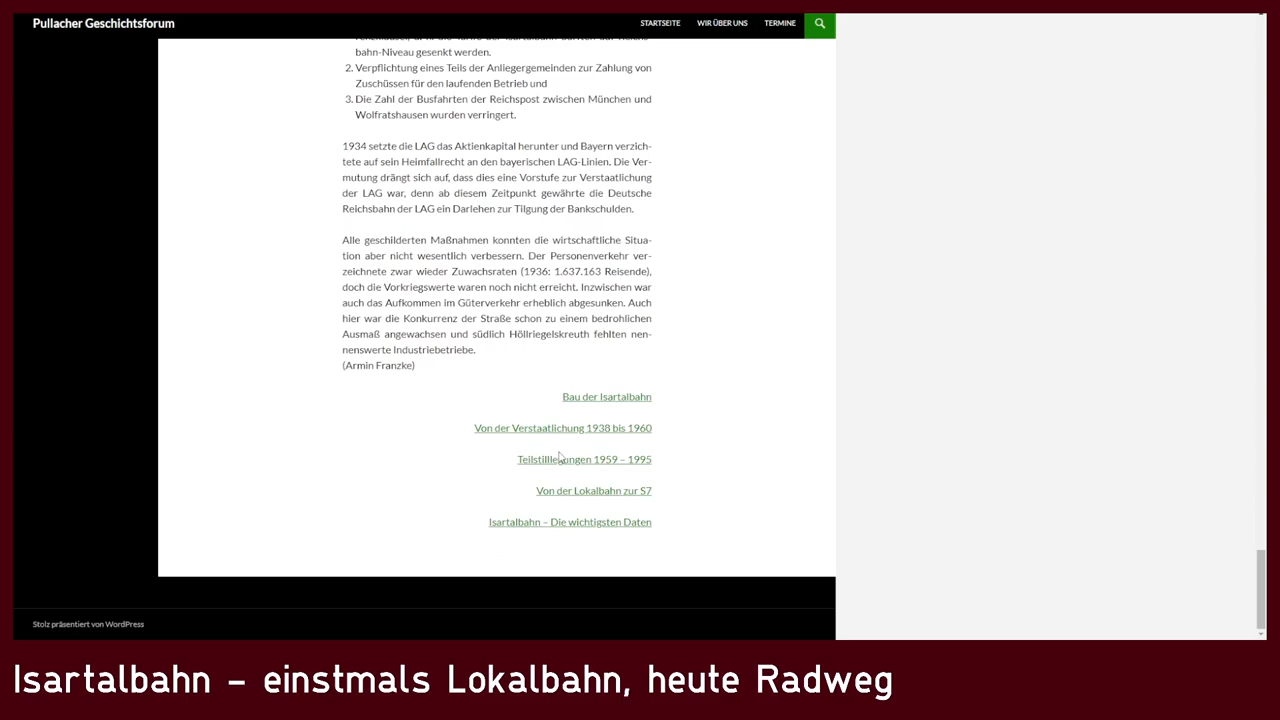 Pullacher Geschichtsforum
STARTSEITE WIR ÜBER UNS TERMINE
bahn-Niveau gesenkt werden.
2. Verpflichtung eines Teils der Anliegergemeinden zur Zahlung von
Zuschüssen für den laufenden Betrieb und
3. Die Zahl der Busfahrten der Reichspost zwischen München und
Wolfratshausen wurden verringert.
1934 setzte die LAG das Aktienkapital herunter und Bayern verzich-
tete auf sein Heimfallrecht an den bayerischen LAG-Linien. Die Ver-
mutung drängt sich auf, dass dies eine Vorstufe zur Verstaatlichung
der LAG war, denn ab diesem Zeitpunkt gewährte die Deutsche
Reichsbahn der LAG ein Darlehen zur Tilgung der Bankschulden.
Alle geschilderten Maßnahmen konnten die wirtschaftliche Situa-
tion aber nicht wesentlich verbessern. Der Personenverkehr ver-
zeichnete zwar wieder Zuwachsraten (1936: 1.637.163 Reisende),
doch die Vorkriegswerte waren noch nicht erreicht. Inzwischen war
auch das Aufkommen im Güterverkehr erheblich abgesunken. Auch
hier war die Konkurrenz der Straße schon zu einem bedrohlichen
Ausmaß angewachsen und südlich Höllriegelskreuth fehlten nen-
nenswerte Industriebetriebe.
(Armin Franzke)
Bau der Isartalbahn
Von der Verstaatlichung 1938 bis 1960
1959 – 1995
Von der Lokalbahn zur S7
Isartalbahn – Die wichtigsten Daten
Stolz präsentiert von WordPress
Isartalbahn – einstmals Lokalbahn, heute Radweg